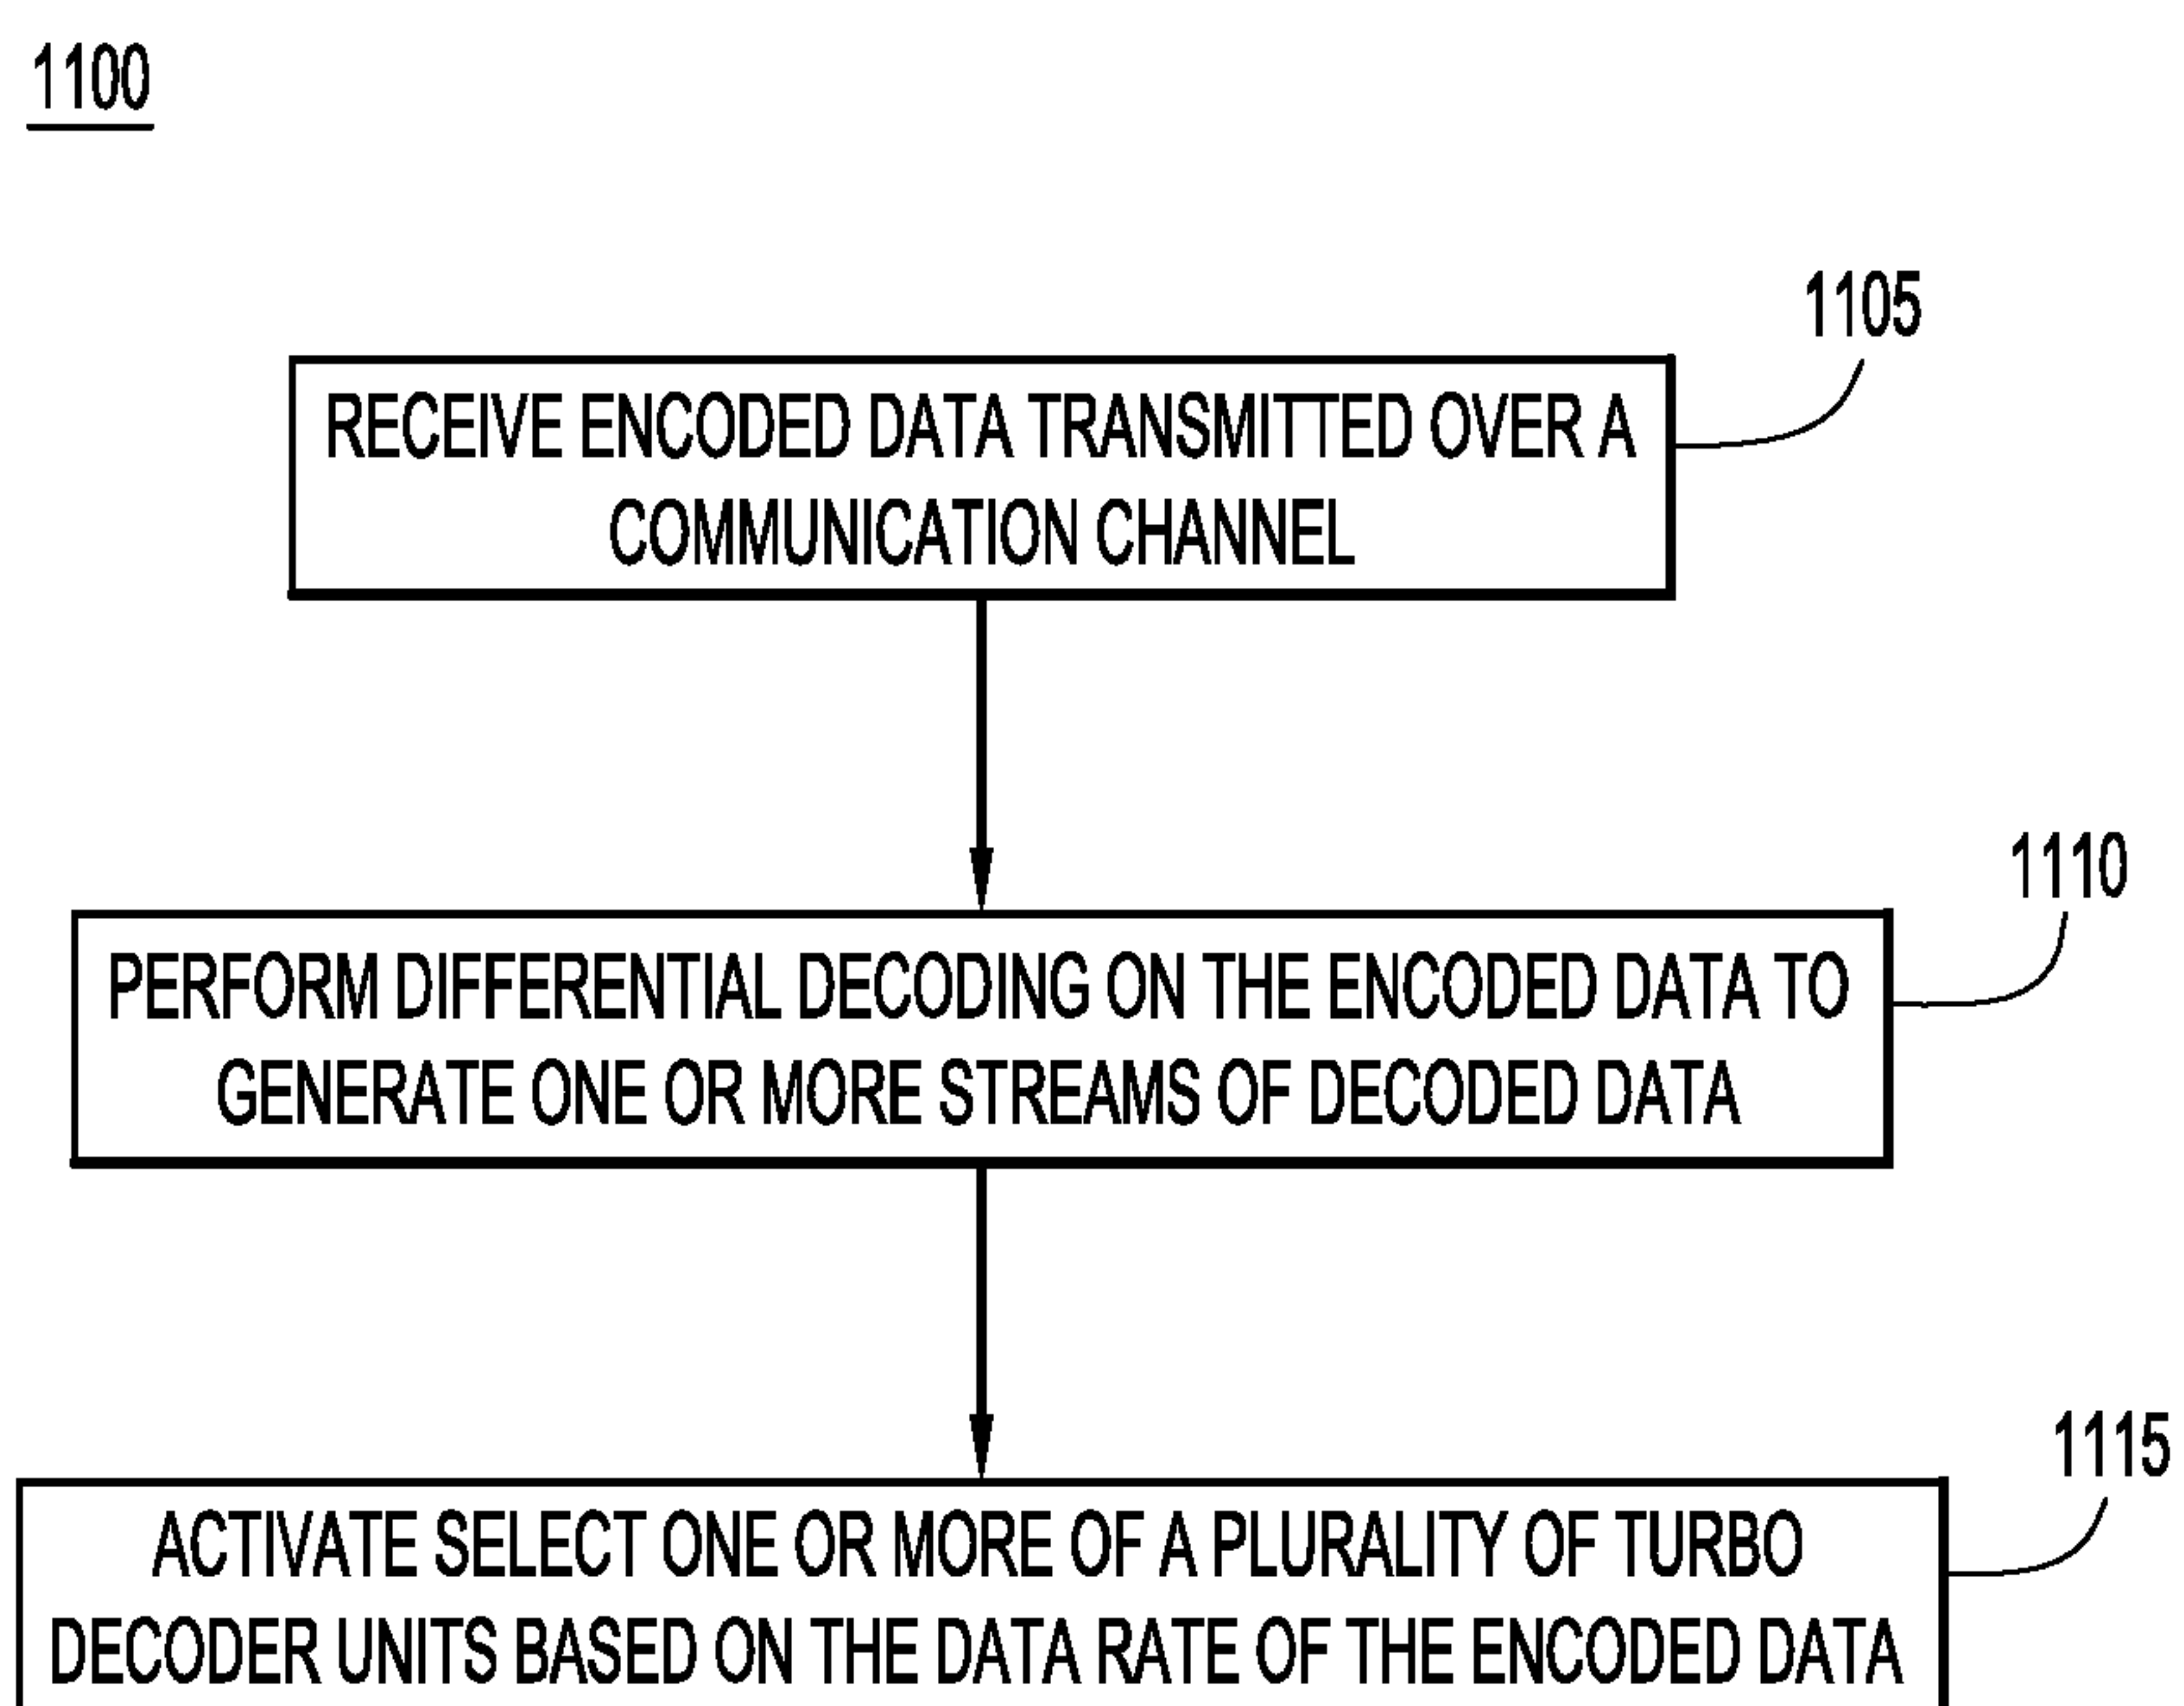 1100
1105
RECEIVE ENCODED DATA TRANSMITTED OVER A
COMMUNICATION CHANNEL
1110
PERFORM DIFFERENTIAL DECODING ON THE ENCODED DATA TO
GENERATE ONE OR MORE STREAMS OF DECODED DATA
1115
ACTIVATE SELECT ONE OR MORE OF A PLURALITY OF TURBO
DECODER UNITS BASED ON THE DATA RATE OF THE ENCODED DATA